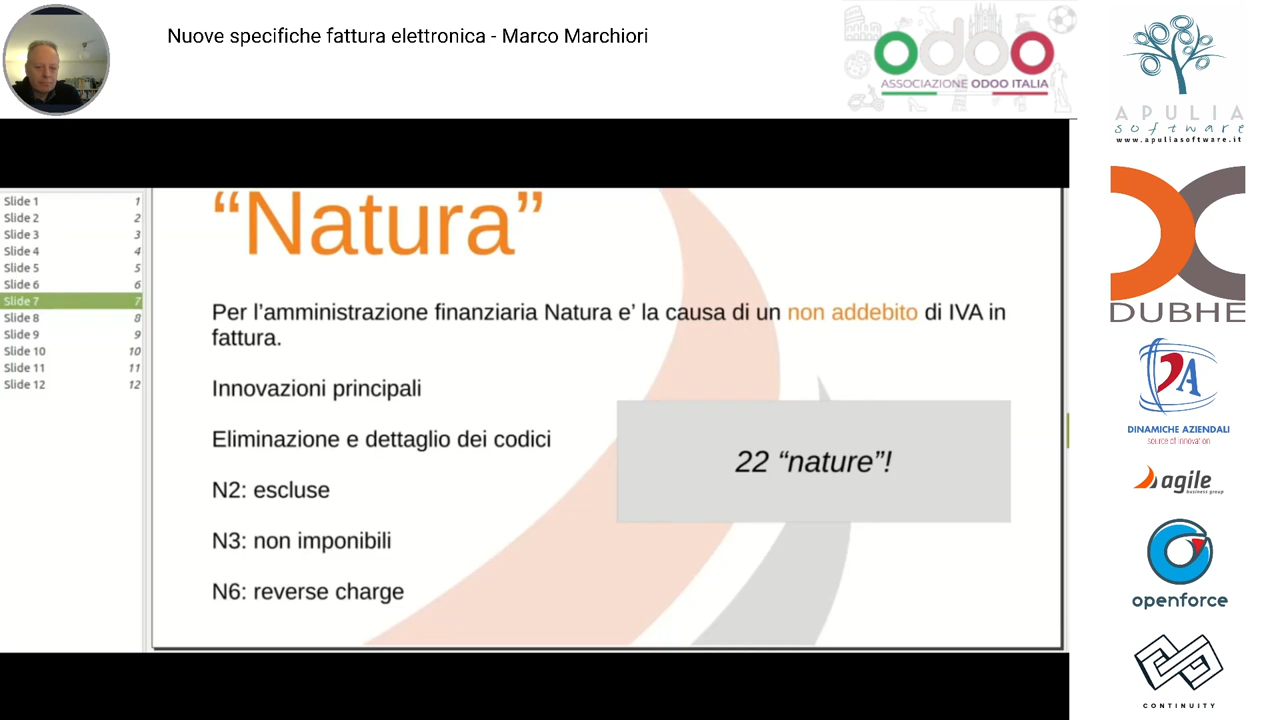 Nuove specifiche fattura elettronica - Marco Marchiori
odoo
ASSOCIAZIONE ODOO ITALIA
APULIA
software
www.apuliasoftware.it
DUBHE
DINAMICHE AZIENDALI
source of innovation
agile
business group
openforce
CONTINUITY
Slide 1 1
Slide 2 2
Slide 3 3
Slide 4 4
Slide 5 5
Slide 6 6
Slide 7 7
Slide 8 8
Slide 9 9
Slide 10 10
Slide 11 11
Slide 12 12
“Natura”
Per l’amministrazione finanziaria Natura e’ la causa di un non addebito di IVA in
fattura.
Innovazioni principali
Eliminazione e dettaglio dei codici
N2: escluse
N3: non imponibili
N6: reverse charge
22 “nature”!